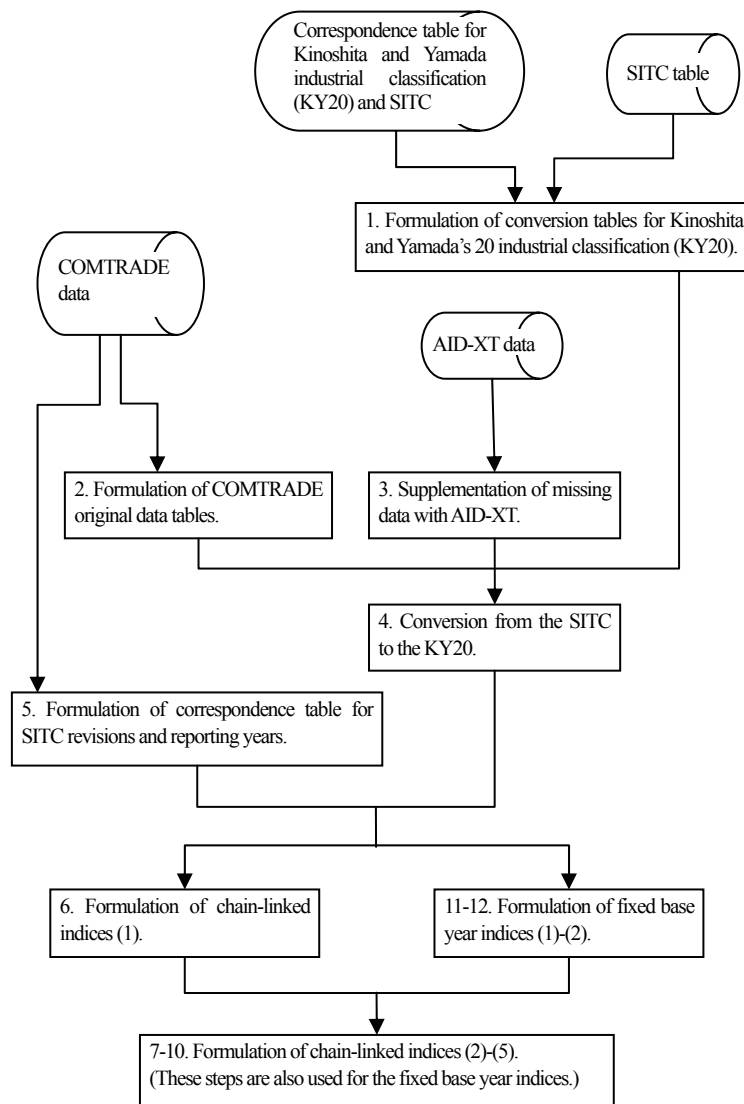 Correspondence table for
Kinoshita and Yamada
industrial classification
(KY20) and SITC
SITC table
1. Formulation of conversion tables for Kinoshita
and Yamada's 20 industrial classification (KY20).
COMTRADE
data
AID-XT data
2. Formulation of COMTRADE
original data tables.
3. Supplementation of missing
data with AID-XT.
4. Conversion from the SITC
to the KY20.
5. Formulation of correspondence table for
SITC revisions and reporting years.
6. Formulation of chain-linked
indices (1).
11-12. Formulation of fixed base
year indices (1)-(2).
7-10. Formulation of chain-linked indices (2)-(5).
(These steps are also used for the fixed base year indices.)